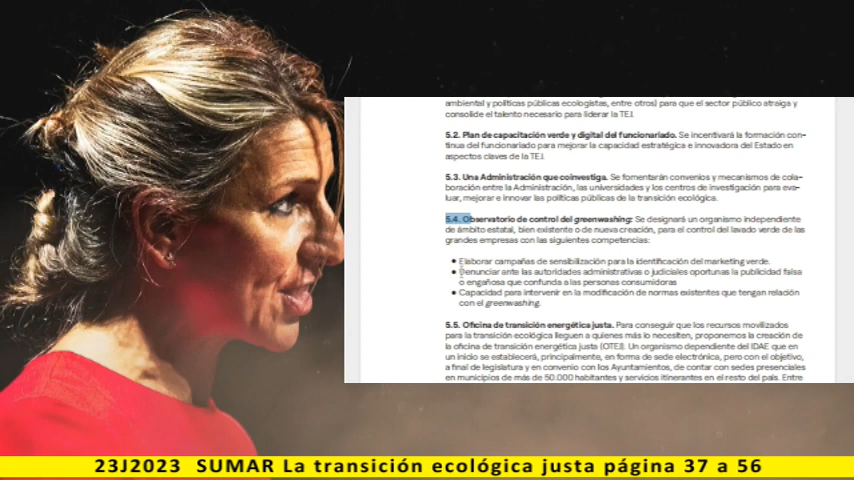 ambiental y políticas públicas ecologistas, entre otros) para que el sector público atraiga y
consolide el talento necesario para liderar la TEJ.
5.2. Plan de capacitación verde y digital del funcionariado. Se incentivará la formación con-
tinua del funcionariado para mejorar la capacidad estratégica e innovadora del Estado en
aspectos claves de la TEJ.
5.3. Una Administración que coinvestiga. Se fomentarán convenios y mecanismos de cola-
boración entre la Administración, las universidades y los centros de investigación para eva-
luar, mejorar e innovar las políticas públicas de la transición ecológica.
5.4. Observatorio de control del greenwashing: Se designará un organismo independiente
de ámbito estatal, bien existente o de nueva creación, para el control del lavado verde de las
grandes empresas con las siguientes competencias:
● Elaborar campañas de sensibilización para la identificación del marketing verde.
● Denunciar ante las autoridades administrativas o judiciales oportunas la publicidad falsa
o engañosa que confunda a las personas consumidoras
● Capacidad para intervenir en la modificación de normas existentes que tengan relación
con el greenwashing.
5.5. Oficina de transición energética justa. Para conseguir que los recursos movilizados
para la transición ecológica lleguen a quienes más lo necesiten, proponemos la creación de
la oficina de transición energética justa (OTEJ). Un organismo dependiente del IDAE que en
un inicio se establecerá, principalmente, en forma de sede electrónica, pero con el objetivo,
a final de legislatura y en convenio con los Ayuntamientos, de contar con sedes presenciales
en municipios de más de 50.000 habitantes y servicios itinerantes en el resto del país. Entre
23J2023 SUMAR La transición ecológica justa página 37 a 56